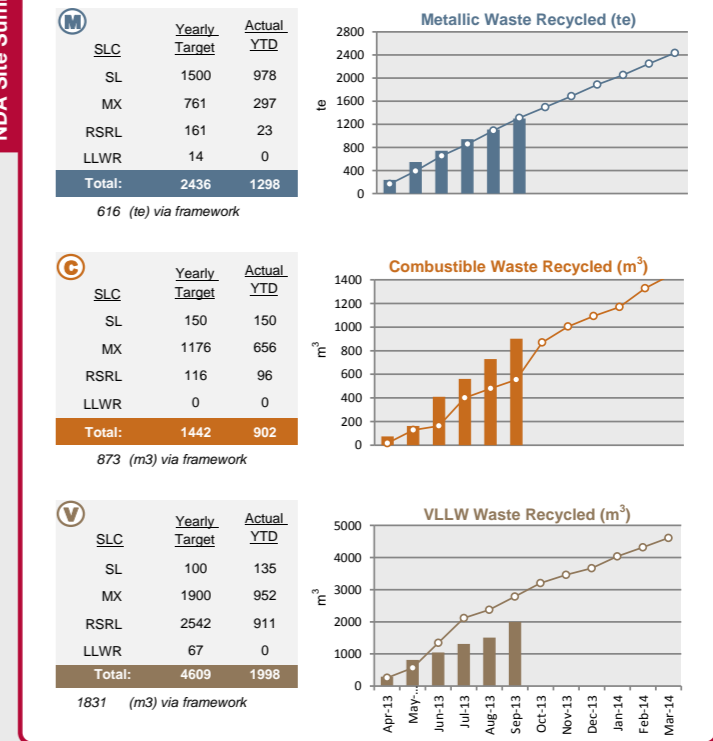 NDA Site Sum
M
SLC Yearly Target Actual YTD
SL 1500 978
MX 761 297
RSRL 161 23
LLWR 14 0
Total: 2436 1298
616 (te) via framework
Metallic Waste Recycled (te)
te
2800
2400
2000
1600
1200
800
400
0
C
SLC Yearly Target Actual YTD
SL 150 150
MX 1176 656
RSRL 116 96
LLWR 0 0
Total: 1442 902
873 (m3) via framework
Combustible Waste Recycled (m³)
m³
1400
1200
1000
800
600
400
200
0
V
SLC Yearly Target Actual YTD
SL 100 135
MX 1900 952
RSRL 2542 911
LLWR 67 0
Total: 4609 1998
1831 (m3) via framework
VLLW Waste Recycled (m³)
m³
5000
4000
3000
2000
1000
0
Apr-13
May-...
Jun-13
Jul-13
Aug-13
Sep-13
Oct-13
Nov-13
Dec-13
Jan-14
Feb-14
Mar-14